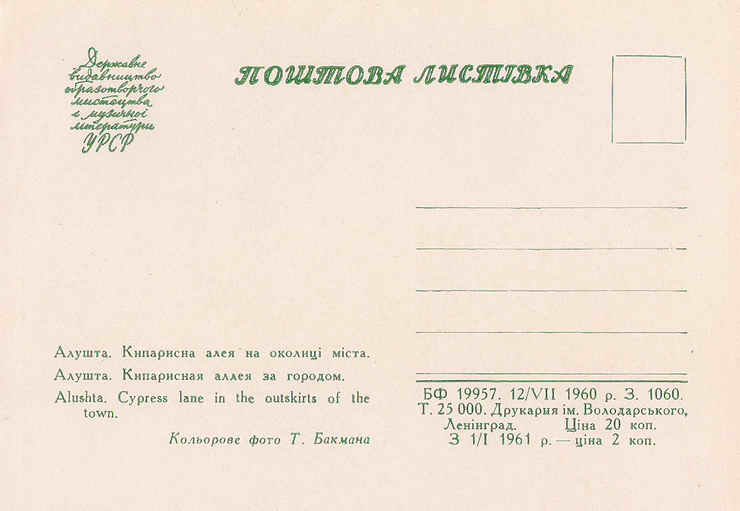 Державне
видавництво
образотворчого
мистецтва
і музичної
літератури
УРСР
ПОШТОВА ЛИСТІВКА
Алушта. Кипарисна алея на околиці міста.
Алушта. Кипарисная аллея за городом.
Alushta. Cypress lane in the outskirts of the
town.
Кольорове фото Т. Бакмана
БФ 19957. 12/VII 1960 р. З. 1060.
Т. 25 000. Друкарня ім. Володарського,
Ленінград. Ціна 20 коп.
З 1/I 1961 р. — ціна 2 коп.